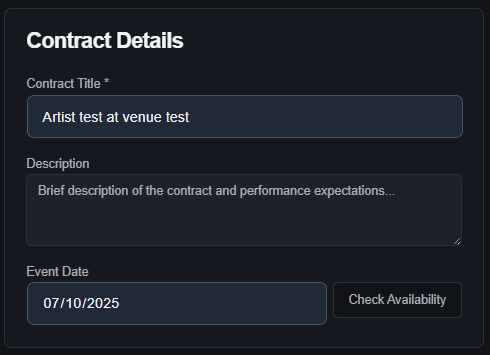 Contract Details
Contract Title *
Artist test at venue test
Description
Brief description of the contract and performance expectations...
Event Date
07/10/2025
Check Availability